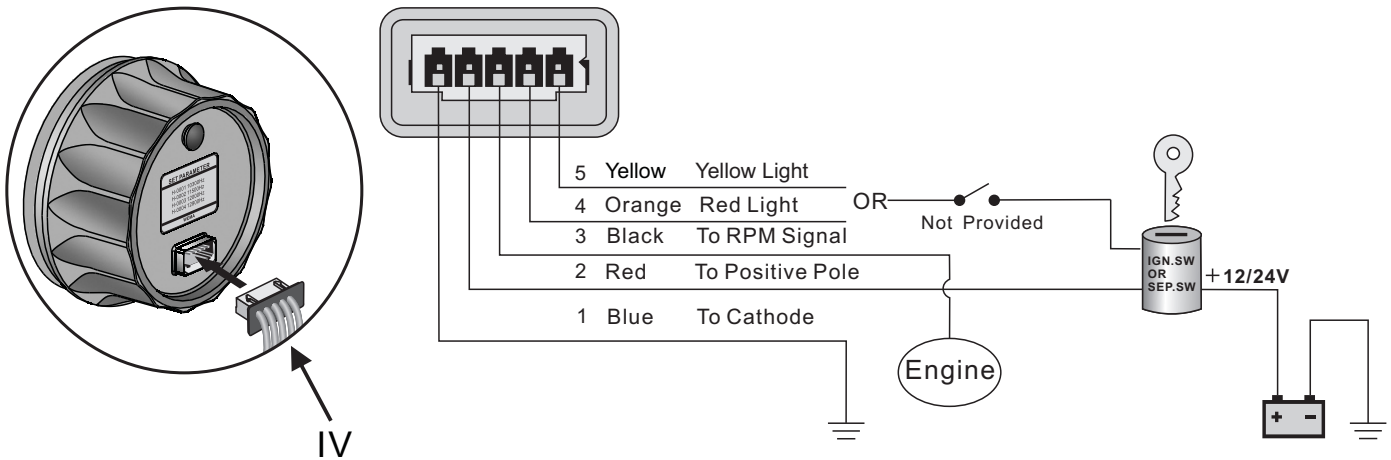 SET PARAMETER
IV
5 Yellow Yellow Light
4 Orange Red Light
3 Black To RPM Signal
2 Red To Positive Pole
1 Blue To Cathode
OR
Not Provided
Engine
IGN.SW
OR
SEP.SW
+12/24V
+ -